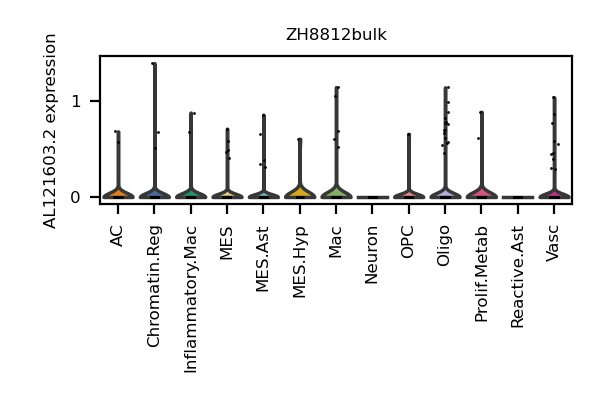 ZH8812bulk
AL121603.2 expression
1
0
AC
Chromatin.Reg
Inflammatory.Mac
MES
MES.Ast
MES.Hyp
Mac
Neuron
OPC
Oligo
Prolif.Metab
Reactive.Ast
Vasc